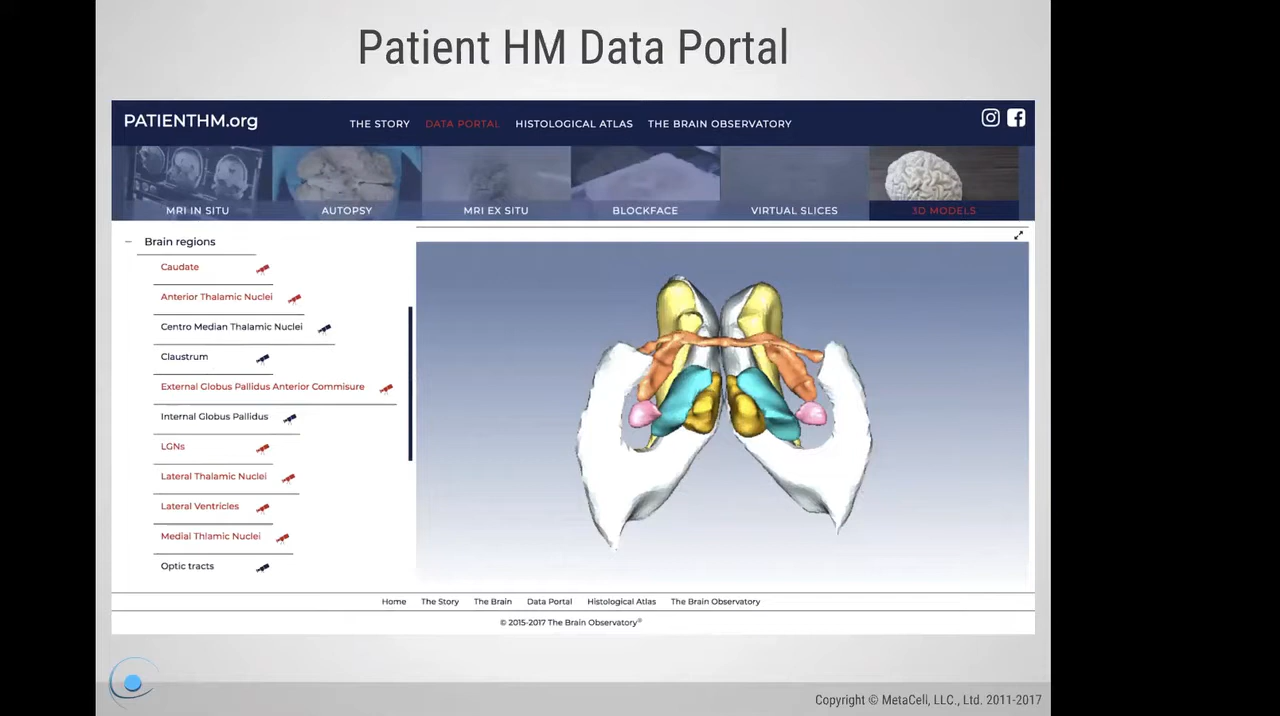 Patient HM Data Portal
PATIENTHM.org
THE STORY DATA PORTAL HISTOLOGICAL ATLAS THE BRAIN OBSERVATORY
MRI IN SITU AUTOPSY MRI EX SITU BLOCKFACE VIRTUAL SLICES 3D MODELS
Brain regions
Caudate
Anterior Thalamic Nuclei
Centro Median Thalamic Nuclei
Claustrum
External Globus Pallidus Anterior Commisure
Internal Globus Pallidus
LGNs
Lateral Thalamic Nuclei
Lateral Ventricles
Medial Thlamic Nuclei
Optic tracts
Home The Story The Brain Data Portal Histological Atlas The Brain Observatory
© 2015-2017 The Brain Observatory®
Copyright © MetaCell, LLC., Ltd. 2011-2017